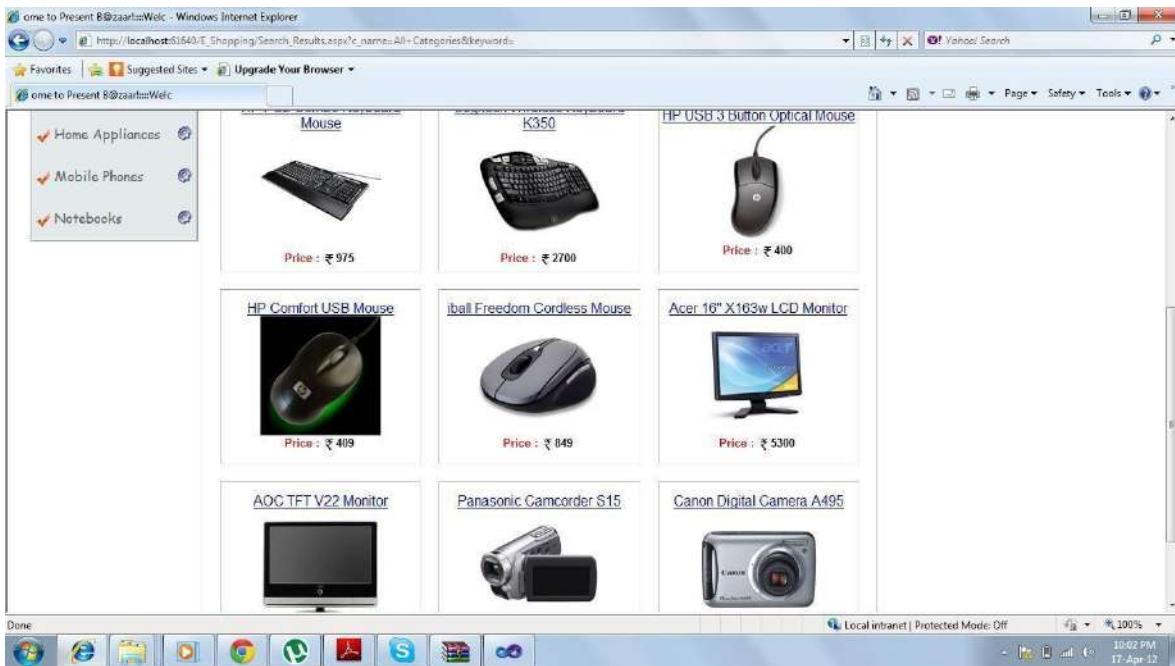 ome to Present B@zaar!::::Welc - Windows Internet Explorer
http://localhost:61640/E_Shopping/Search_Results.aspx?c_name=All+Categories&keyword=
Yahoo! Search
Favorites Suggested Sites Upgrade Your Browser
ome to Present B@zaar!::::Welc
Page Safety Tools
Home Appliances
Mobile Phones
Notebooks
Mouse
K350
HP USB 3 Button Optical Mouse
Price : ₹ 975
Price : ₹ 2700
Price : ₹ 400
HP Comfort USB Mouse
iball Freedom Cordless Mouse
Acer 16" X163w LCD Monitor
acer
Price : ₹ 409
Price : ₹ 849
Price : ₹ 5300
AOC TFT V22 Monitor
Panasonic Camcorder S15
Canon Digital Camera A495
Canon
Done
Local intranet | Protected Mode: Off
100%
10:02 PM
17-Apr-12